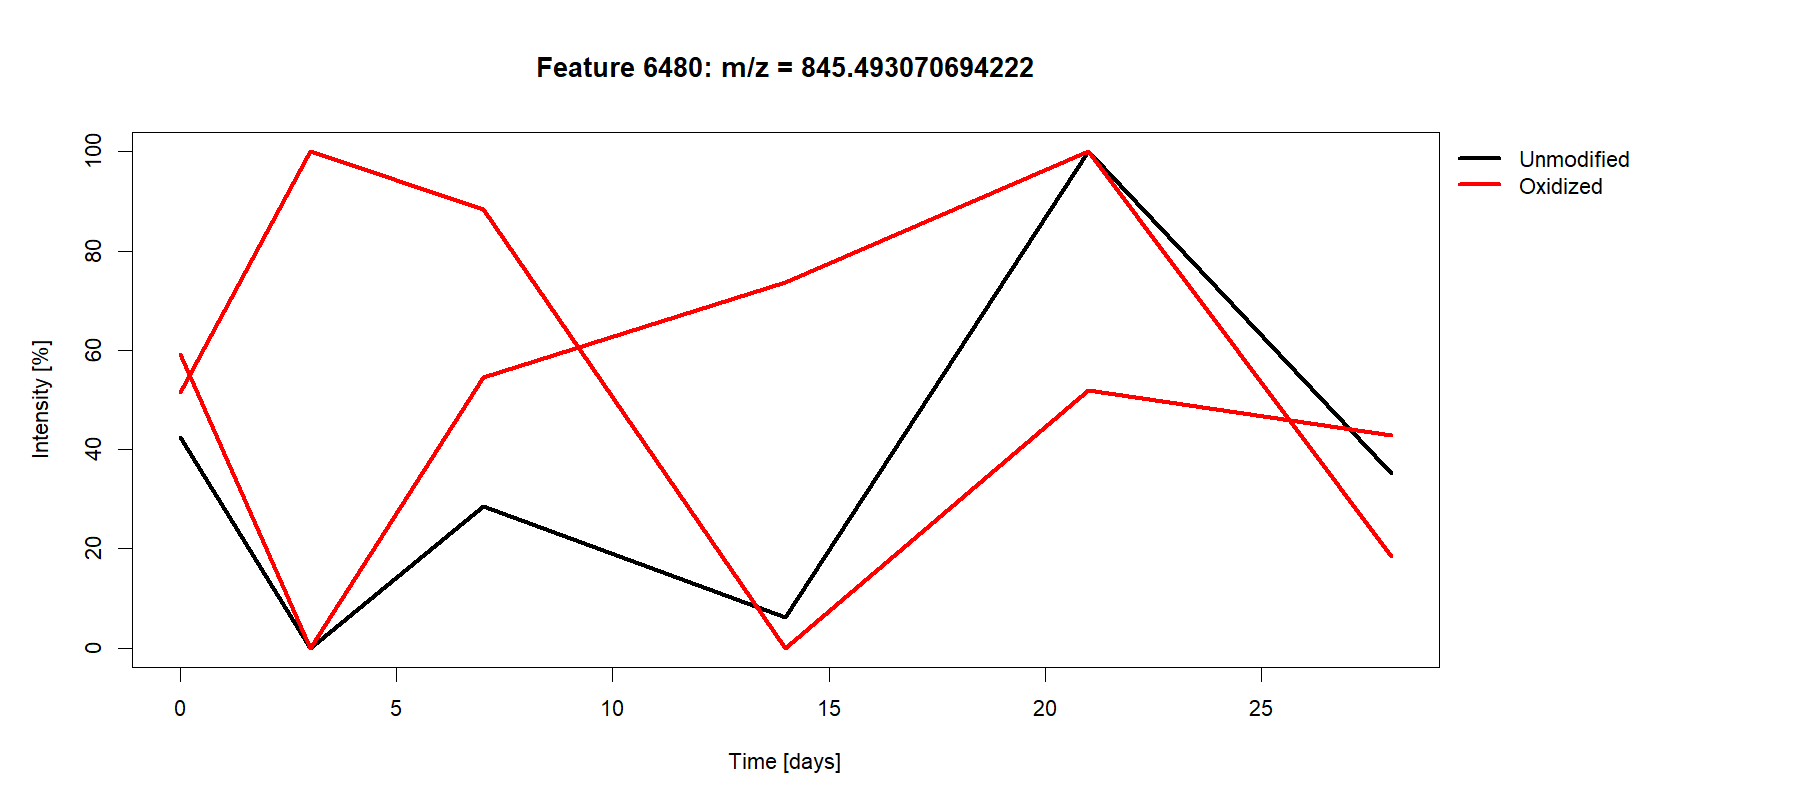 Feature 6480: m/z = 845.493070694222
Unmodified
Oxidized
Intensity [%]
100
80
60
40
20
0
0 5 10 15 20 25
Time [days]